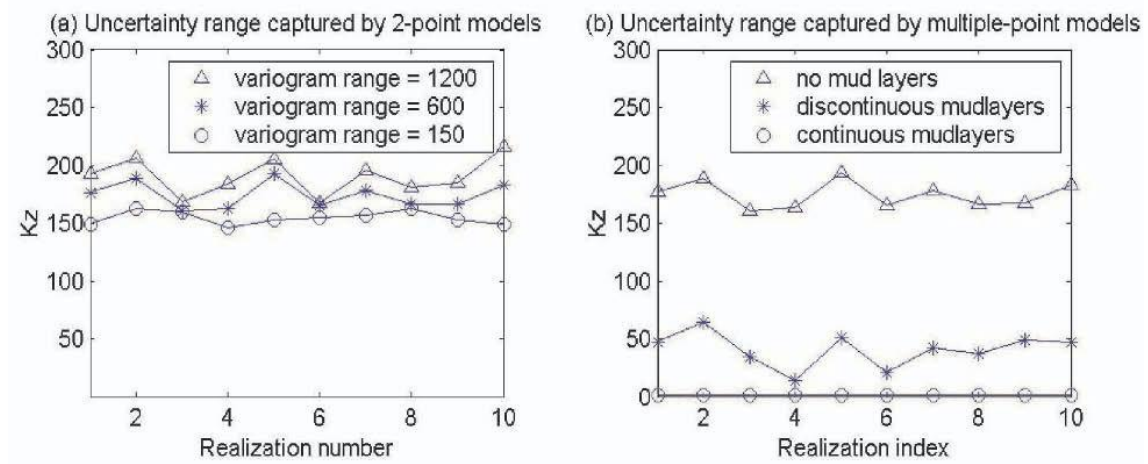 (a) Uncertainty range captured by 2-point models
300
250
200
150
100
50
Kz
variogram range = 1200
variogram range = 600
variogram range = 150
2
4
6
8
10
Realization number
(b) Uncertainty range captured by multiple-point models
300
250
200
150
100
50
0
Kz
no mud layers
discontinuous mudlayers
continuous mudlayers
2
4
6
8
10
Realization index